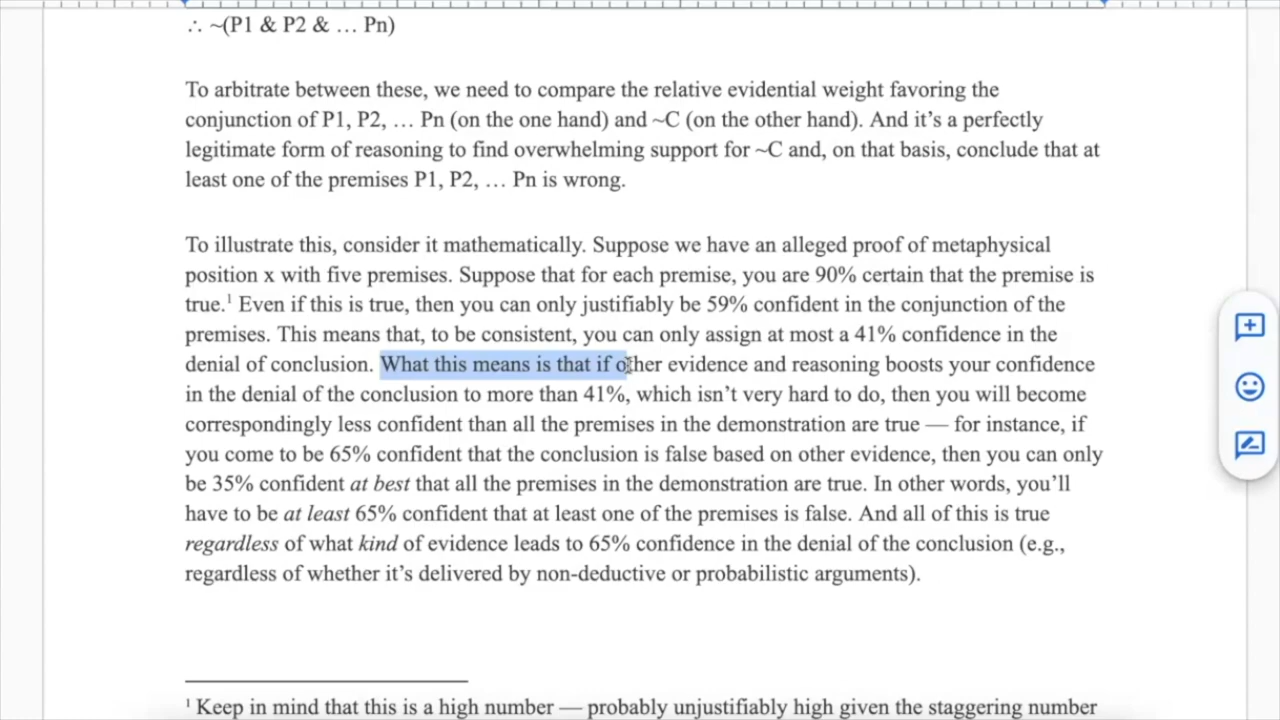 ∴ ~(P1 & P2 & … Pn)
To arbitrate between these, we need to compare the relative evidential weight favoring the
conjunction of P1, P2, … Pn (on the one hand) and ~C (on the other hand). And it’s a perfectly
legitimate form of reasoning to find overwhelming support for ~C and, on that basis, conclude that at
least one of the premises P1, P2, … Pn is wrong.
To illustrate this, consider it mathematically. Suppose we have an alleged proof of metaphysical
position x with five premises. Suppose that for each premise, you are 90% certain that the premise is
true.¹ Even if this is true, then you can only justifiably be 59% confident in the conjunction of the
premises. This means that, to be consistent, you can only assign at most a 41% confidence in the
denial of conclusion. What this means is that if other evidence and reasoning boosts your confidence
in the denial of the conclusion to more than 41%, which isn’t very hard to do, then you will become
correspondingly less confident than all the premises in the demonstration are true — for instance, if
you come to be 65% confident that the conclusion is false based on other evidence, then you can only
be 35% confident at best that all the premises in the demonstration are true. In other words, you’ll
have to be at least 65% confident that at least one of the premises is false. And all of this is true
regardless of what kind of evidence leads to 65% confidence in the denial of the conclusion (e.g.,
regardless of whether it’s delivered by non-deductive or probabilistic arguments).
¹ Keep in mind that this is a high number — probably unjustifiably high given the staggering number